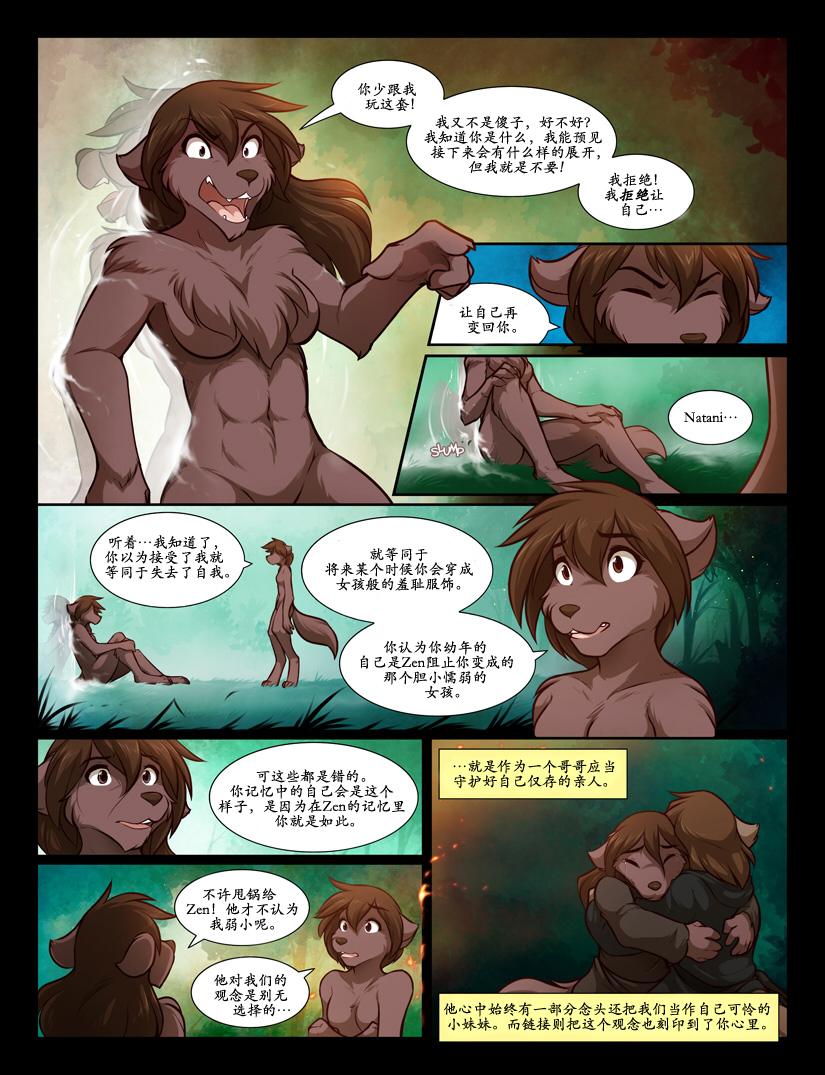 你少跟我
玩这套！
我又不是傻子，好不好？
我知道你是什么，我能预见
接下来会有什么样的展开，
但我就是不要！
我拒绝！
我拒绝让
自己…
让自己再
变回你。
SLUMP
Natani…
听着…我知道了，
你以为接受了我就
等同于失去了自我。
就等同于
将来某个时候你会穿成
女孩般的羞耻服饰。
你认为你幼年的
自己是Zen阻止你变成的
那个胆小懦弱的
女孩。
可这些都是错的。
你记忆中的自己会是这个
样子，是因为在Zen的记忆里
你就是如此。
不许甩锅给
Zen！他才不认为
我弱小呢。
他对我们的
观念是别无
选择的…
…就是作为一个哥哥应当
守护好自己仅存的亲人。
他心中始终有一部分念头还把我们当作自己可怜的
小妹妹。而链接则把这个观念也刻印到了你心里。